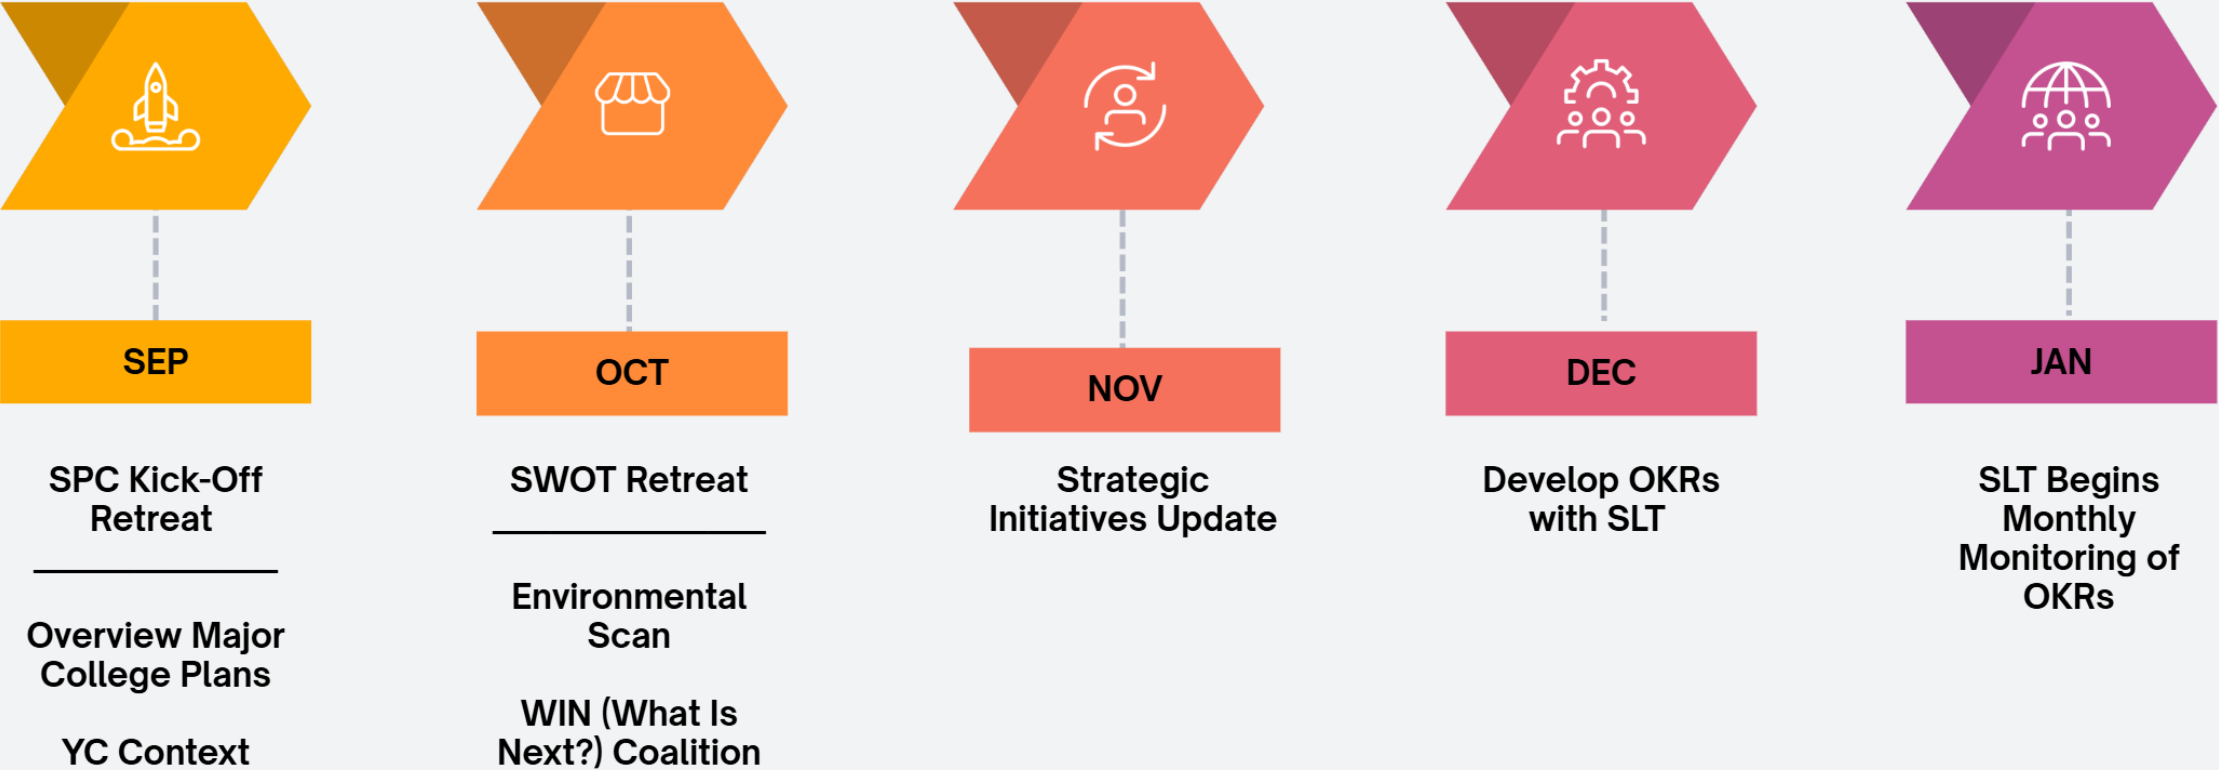 SEP
SPC Kick-Off
Retreat
Overview Major
College Plans
YC Context
OCT
SWOT Retreat
Environmental
Scan
WIN (What Is
Next?) Coalition
NOV
Strategic
Initiatives Update
DEC
Develop OKRs
with SLT
JAN
SLT Begins
Monthly
Monitoring of
OKRs